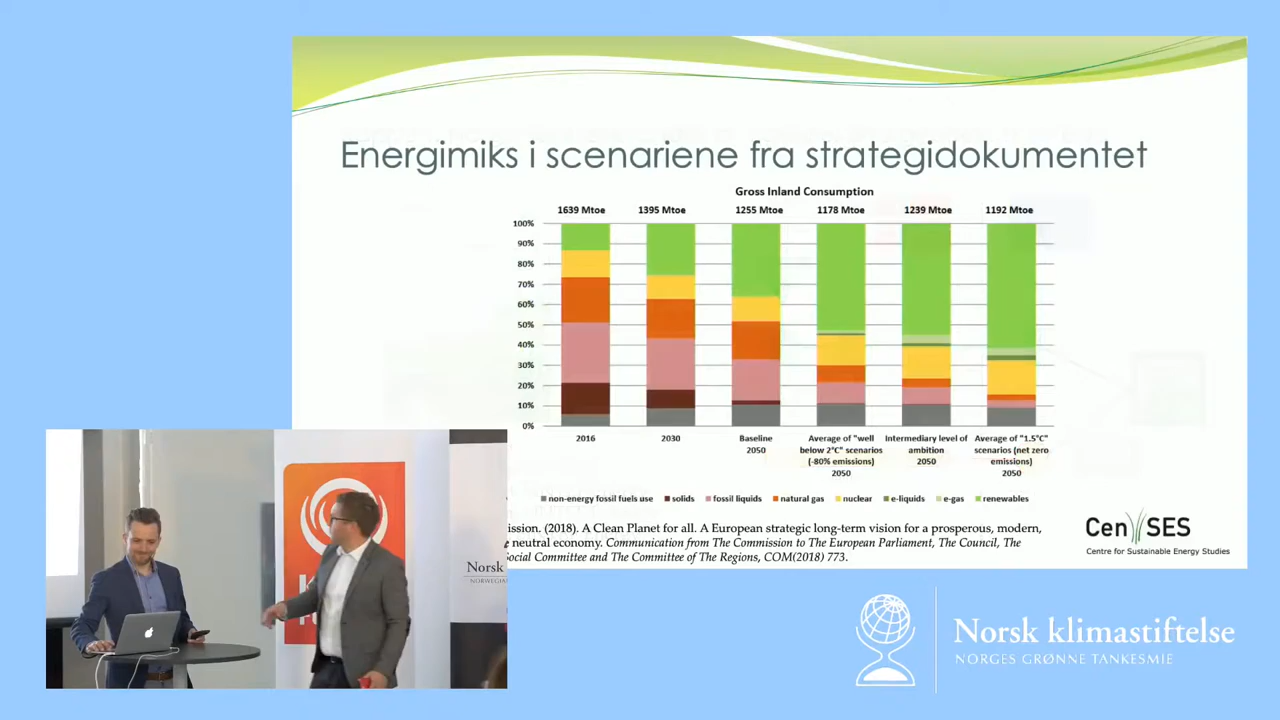 Energimiks i scenariene fra strategidokumentet
Gross Inland Consumption
1639 Mtoe 1395 Mtoe 1255 Mtoe 1178 Mtoe 1239 Mtoe 1192 Mtoe
100%
90%
80%
70%
60%
50%
40%
30%
20%
10%
0%
2016
2030
Baseline
2050
Average of "well
below 2°C" scenarios
(-80% emissions)
2050
Intermediary level of
ambition
2050
Average of "1.5°C"
scenarios (net zero
emissions)
2050
non-energy fossil fuels use solids fossil liquids natural gas nuclear e-liquids e-gas renewables
ission. (2018). A Clean Planet for all. A European strategic long-term vision for a prosperous, modern,
neutral economy. Communication from The Commission to The European Parliament, The Council, The
ocial Committee and The Committee of The Regions, COM(2018) 773.
CenSES
Centre for Sustainable Energy Studies
Norsk
NORWEGIAN
Norsk klimastiftelse
NORGES GRØNNE TANKESMIE